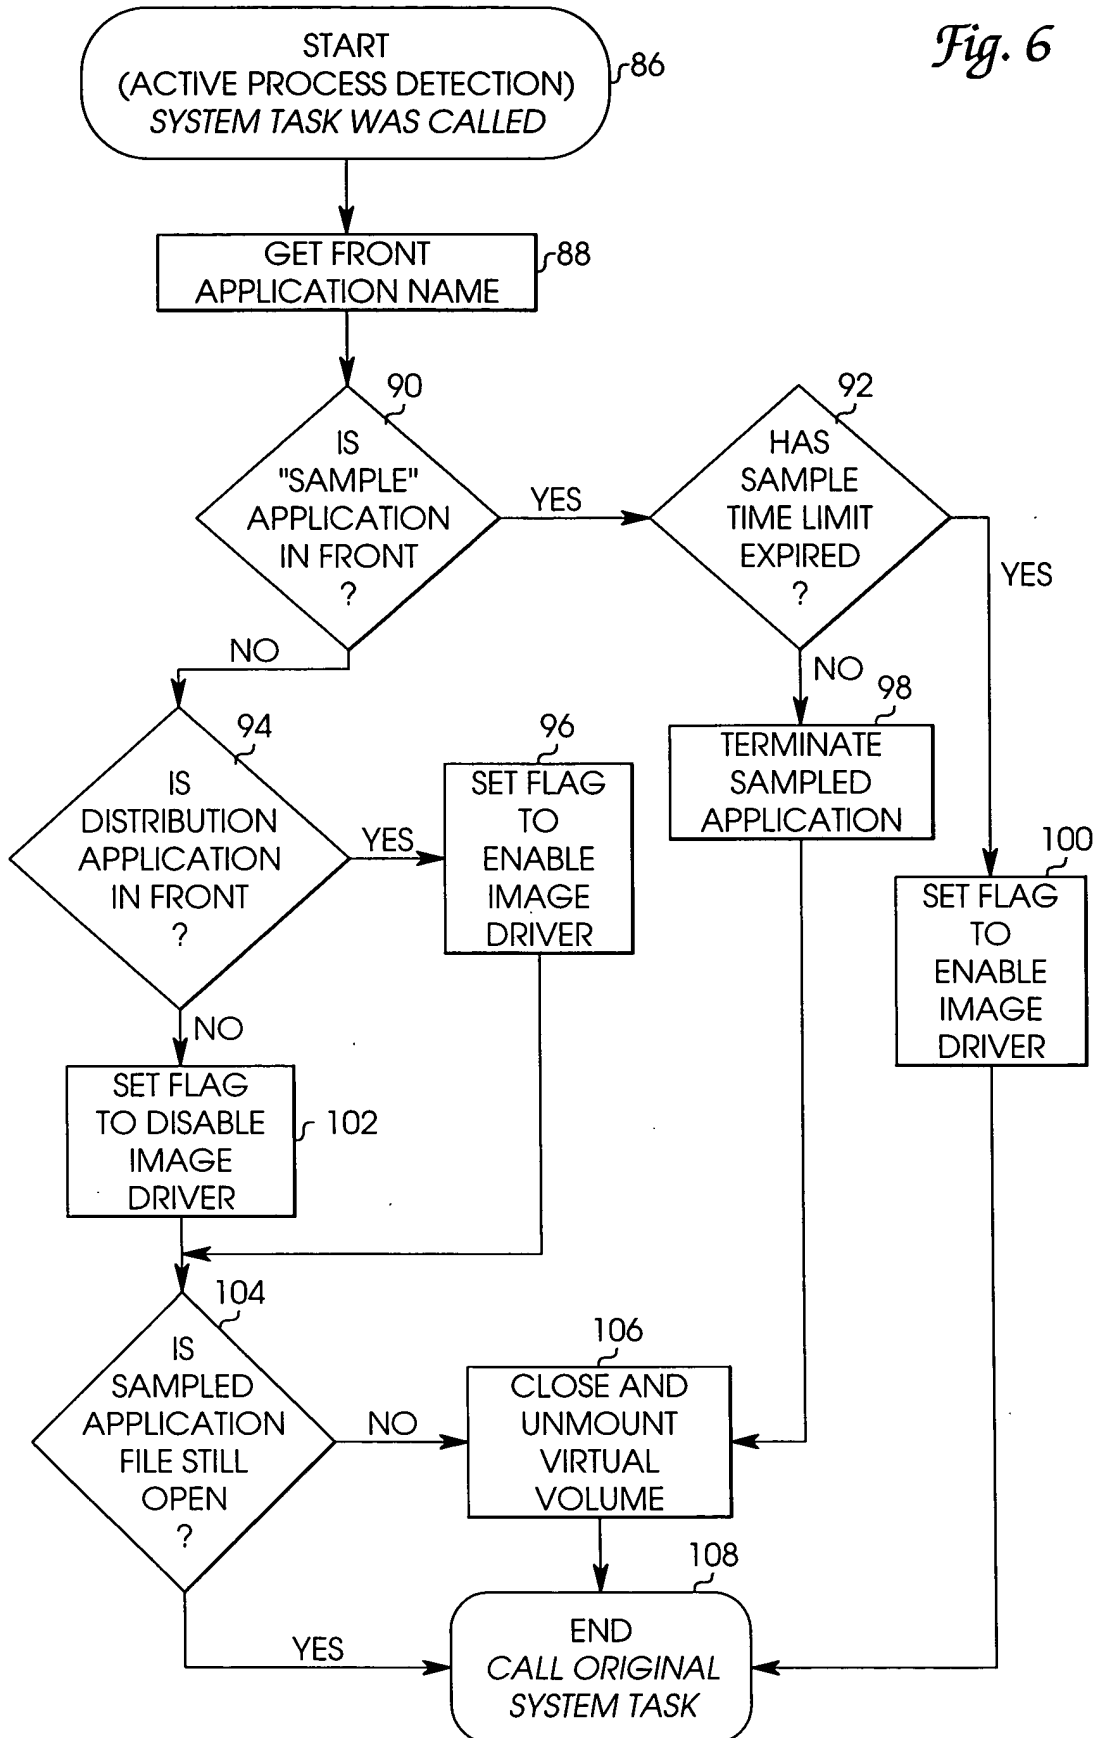 Fig. 6
START
(ACTIVE PROCESS DETECTION)
SYSTEM TASK WAS CALLED
86
GET FRONT
APPLICATION NAME
88
90
IS
"SAMPLE"
APPLICATION
IN FRONT
?
YES
NO
92
HAS
SAMPLE
TIME LIMIT
EXPIRED
?
YES
NO
94
IS
DISTRIBUTION
APPLICATION
IN FRONT
?
YES
NO
96
SET FLAG
TO
ENABLE
IMAGE
DRIVER
98
TERMINATE
SAMPLED
APPLICATION
100
SET FLAG
TO
ENABLE
IMAGE
DRIVER
SET FLAG
TO DISABLE
IMAGE
DRIVER
102
104
IS
SAMPLED
APPLICATION
FILE STILL
OPEN
?
NO
YES
106
CLOSE AND
UNMOUNT
VIRTUAL
VOLUME
108
END
CALL ORIGINAL
SYSTEM TASK